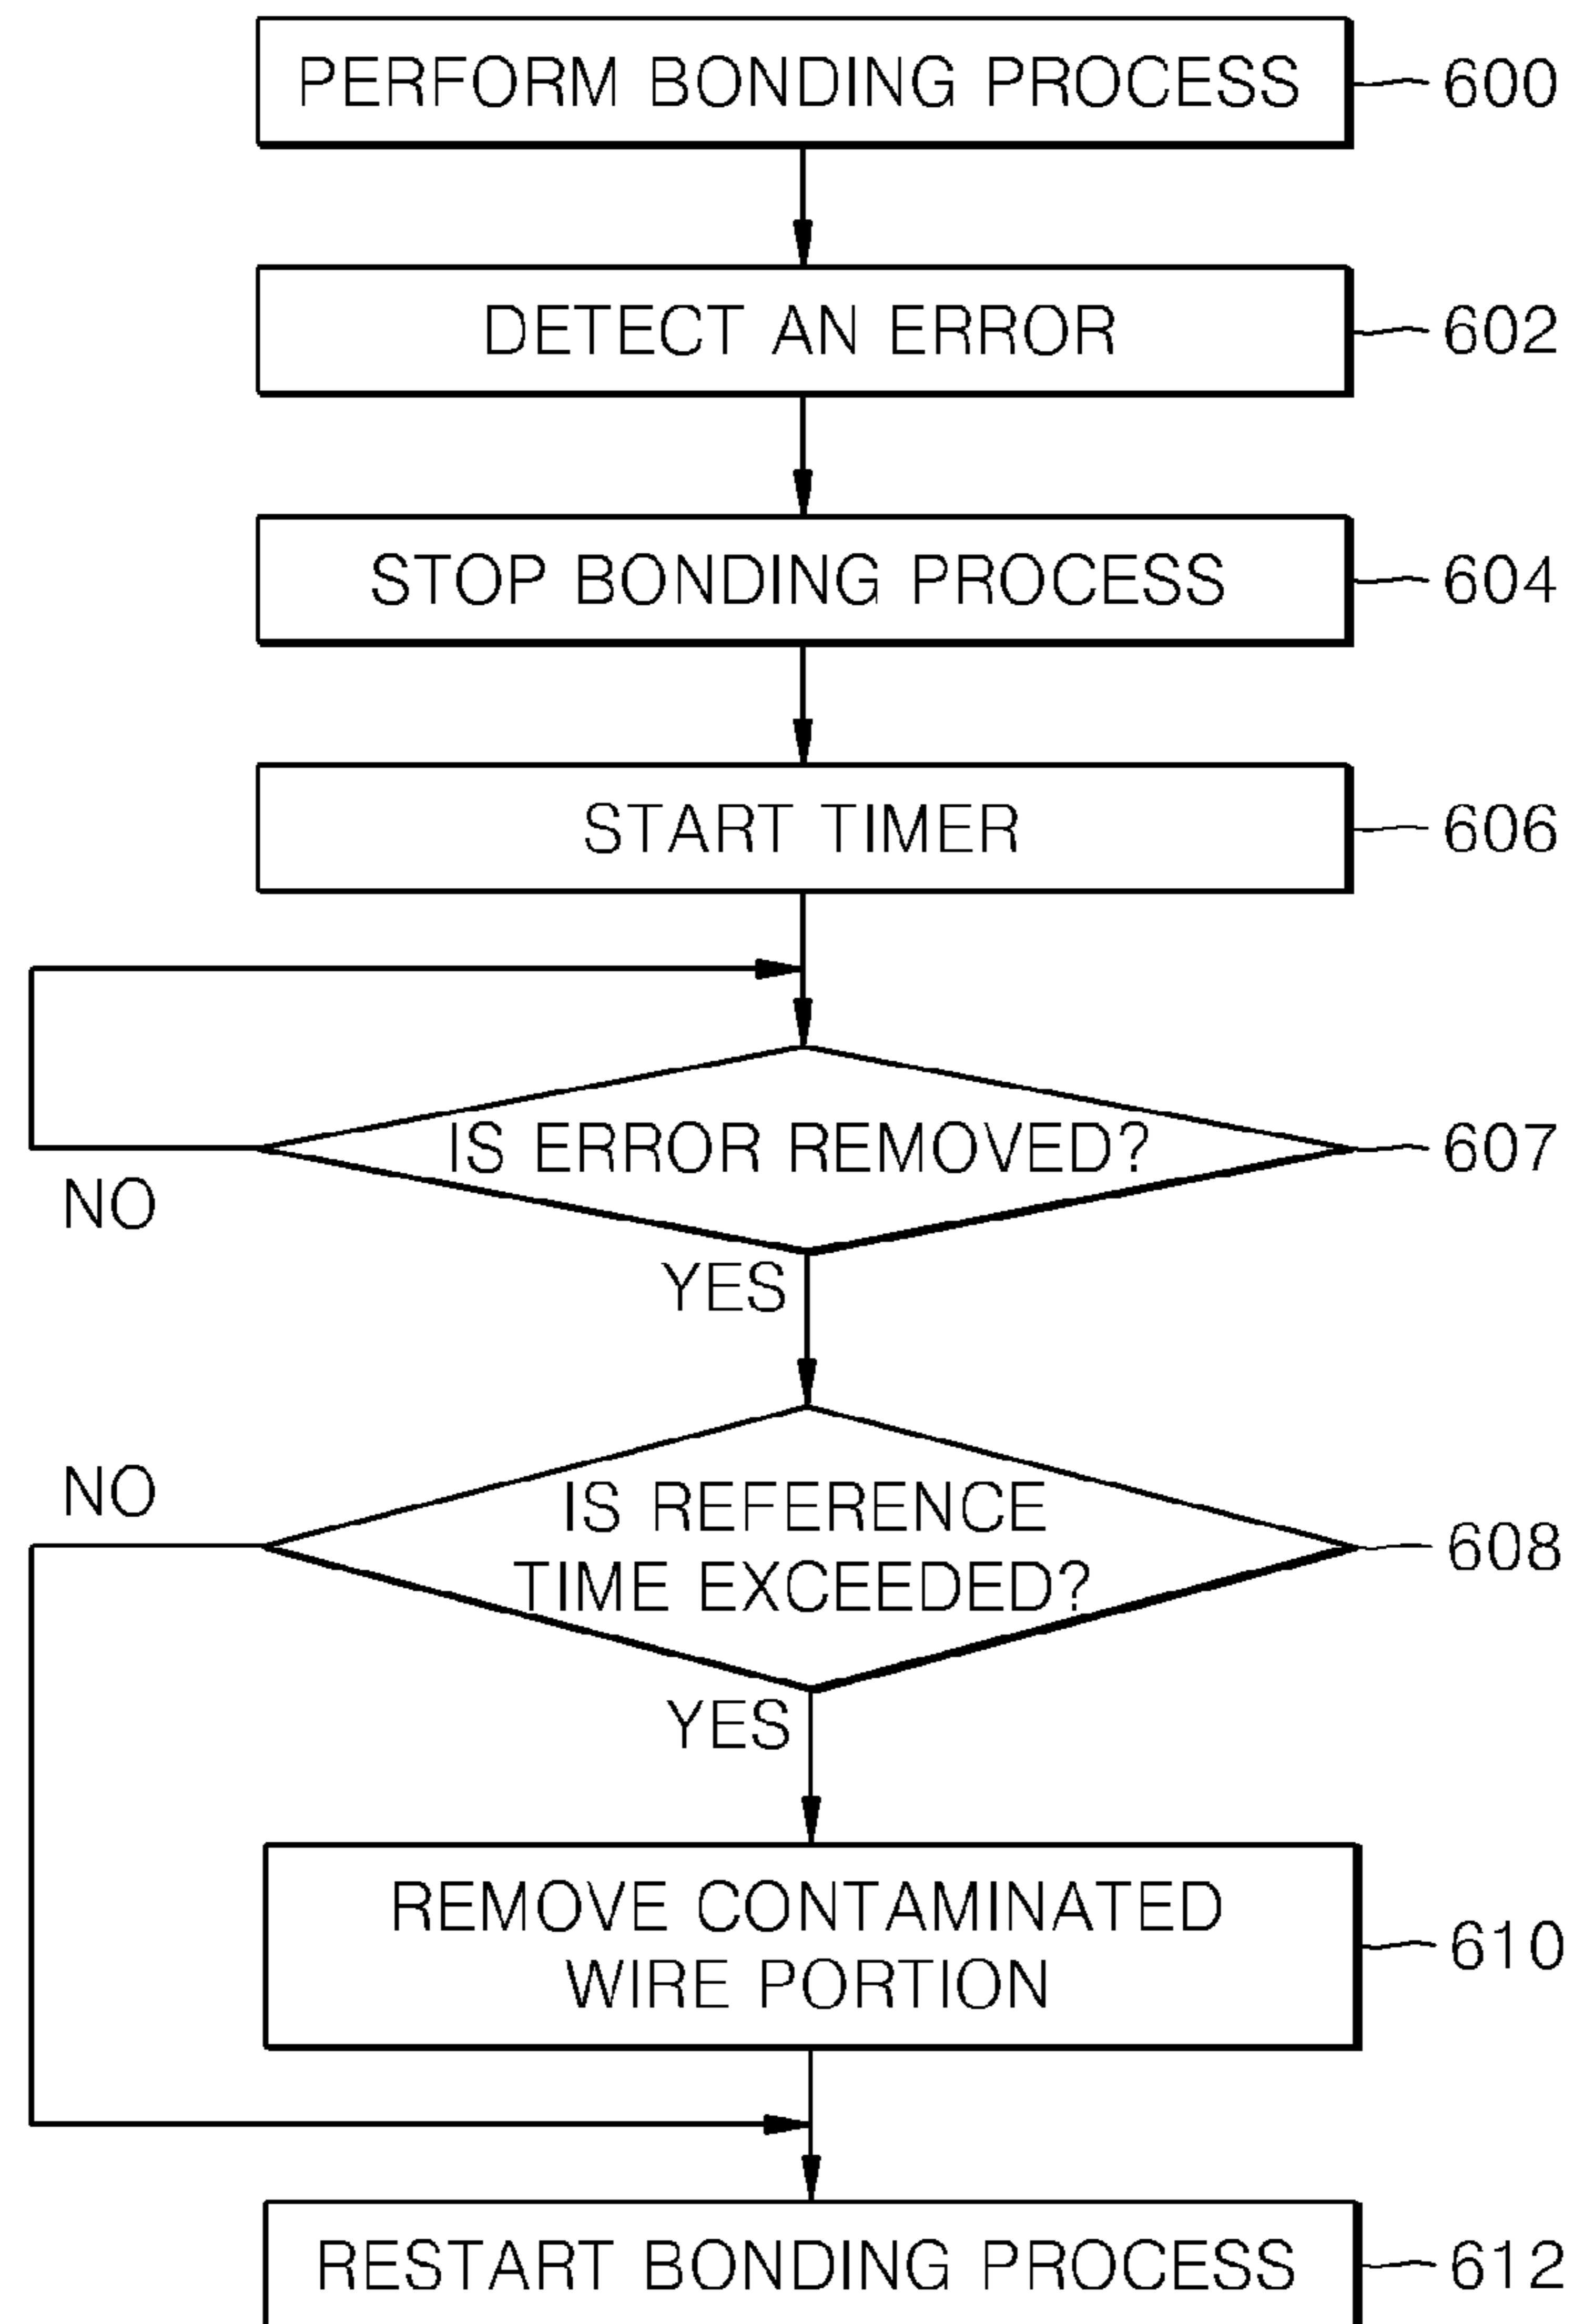 PERFORM BONDING PROCESS 600
DETECT AN ERROR 602
STOP BONDING PROCESS 604
START TIMER 606
IS ERROR REMOVED? 607
NO
YES
NO
IS REFERENCE
TIME EXCEEDED? 608
YES
REMOVE CONTAMINATED
WIRE PORTION 610
RESTART BONDING PROCESS 612